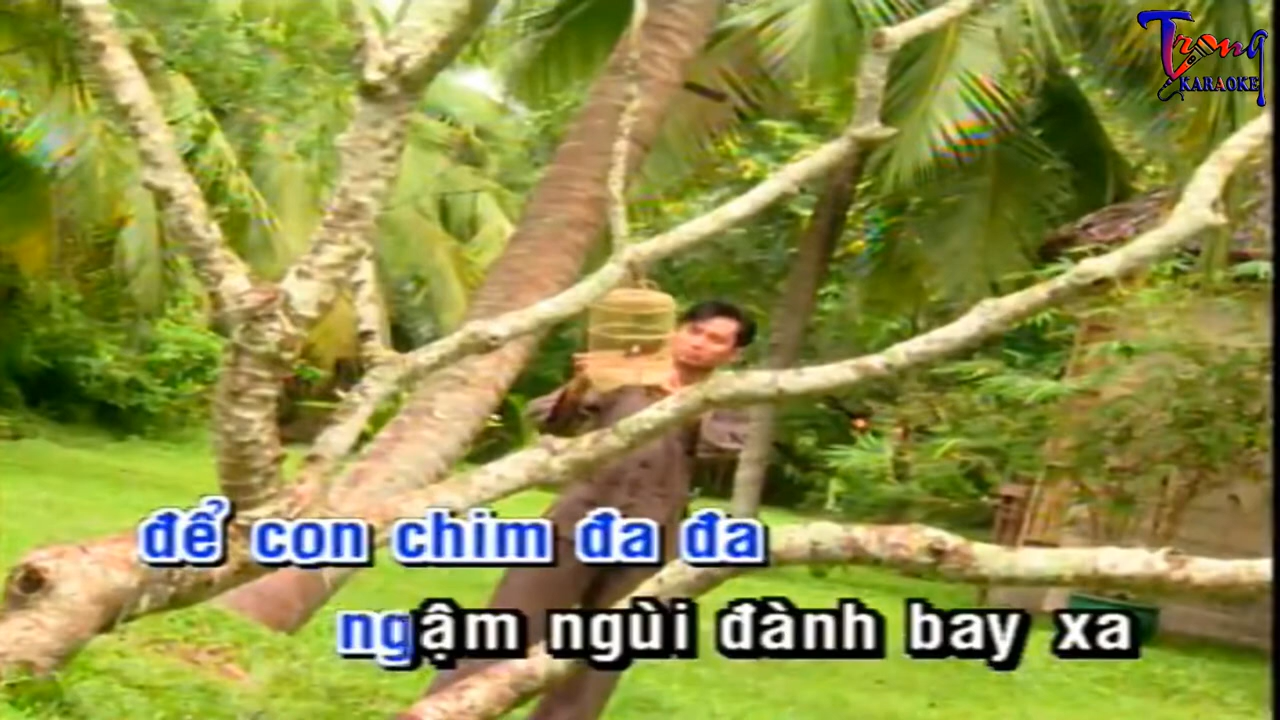 Trọng
KARAOKE
để con chim đa đa
ngậm ngùi đành bay xa